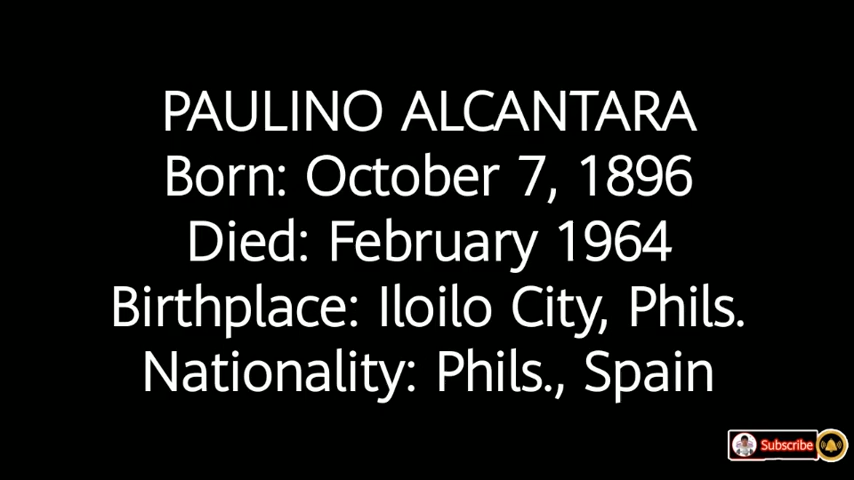 PAULINO ALCANTARA
Born: October 7, 1896
Died: February 1964
Birthplace: Iloilo City, Phils.
Nationality: Phils., Spain
Subscribe